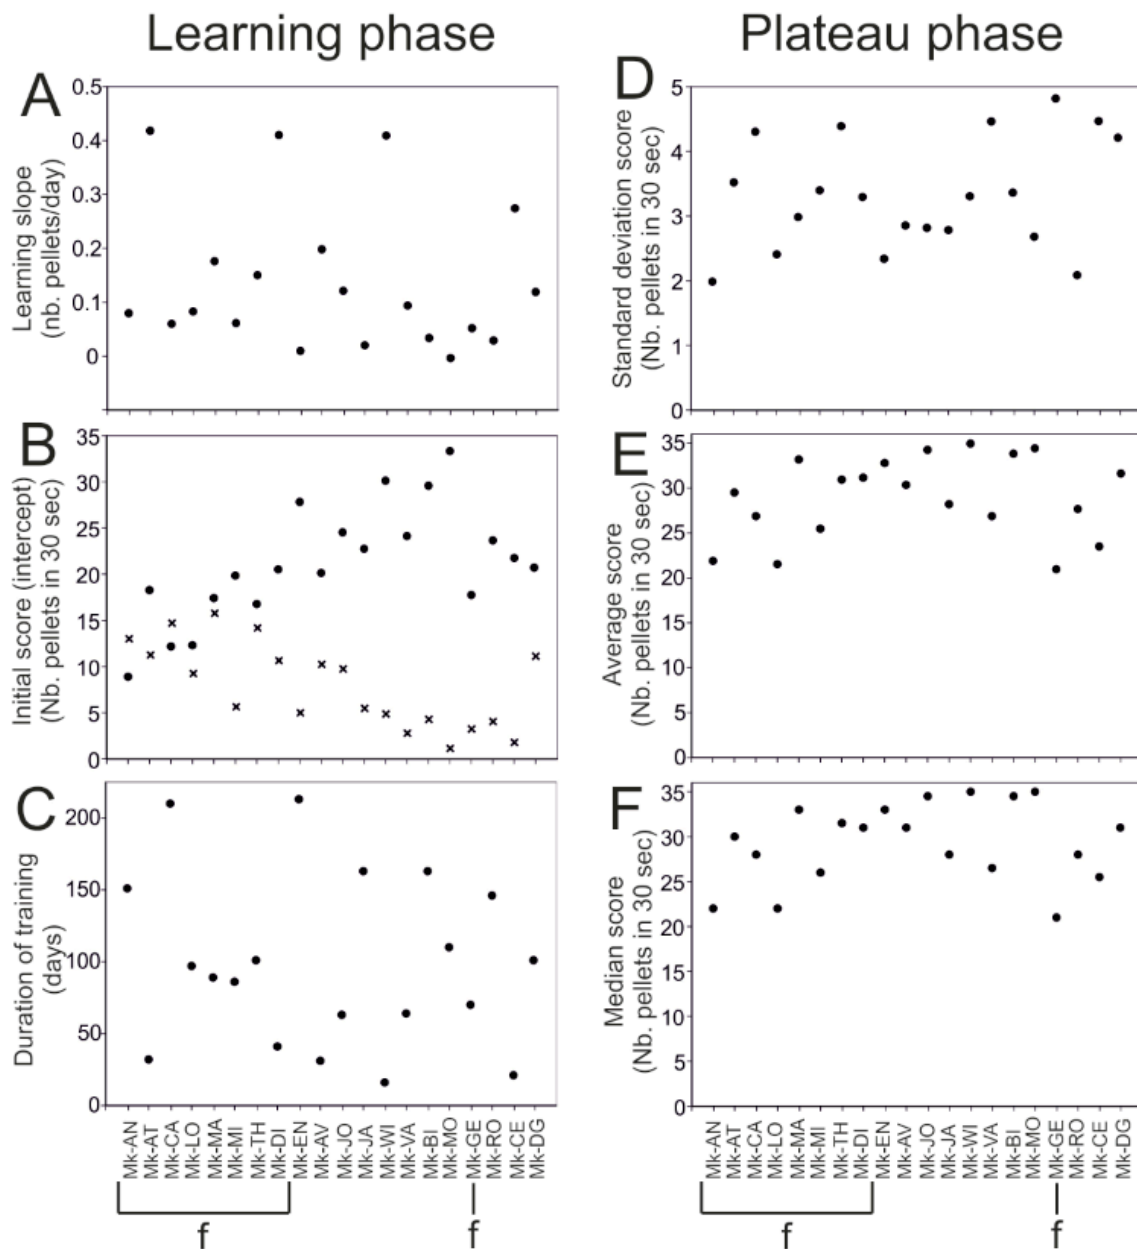 Learning phase
Plateau phase
A
Learning slope
(nb. pellets/day)
0.5
0.4
0.3
0.2
0.1
0
B
Initial score (intercept)
(Nb. pellets in 30 sec)
35
30
25
20
15
10
5
0
C
Duration of training
(days)
200
150
100
50
0
Mk-AN
Mk-AT
Mk-CA
Mk-LO
Mk-MA
Mk-MI
Mk-TH
Mk-DI
Mk-EN
Mk-AV
Mk-JO
Mk-JA
Mk-WI
Mk-VA
Mk-BI
Mk-MO
Mk-GE
Mk-RO
Mk-CE
Mk-DG
f
f
D
Standard deviation score
(Nb. pellets in 30 sec)
5
4
3
2
1
0
E
Average score
(Nb. pellets in 30 sec)
35
30
25
20
15
10
5
0
F
Median score
(Nb. pellets in 30 sec)
35
30
25
20
15
10
5
0
Mk-AN
Mk-AT
Mk-CA
Mk-LO
Mk-MA
Mk-MI
Mk-TH
Mk-DI
Mk-EN
Mk-AV
Mk-JO
Mk-JA
Mk-WI
Mk-VA
Mk-BI
Mk-MO
Mk-GE
Mk-RO
Mk-CE
Mk-DG
f
f